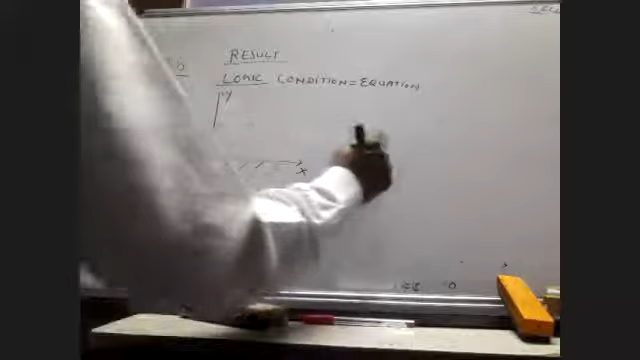 RESULT
LOGIC CONDITION = EQUATION
y
x